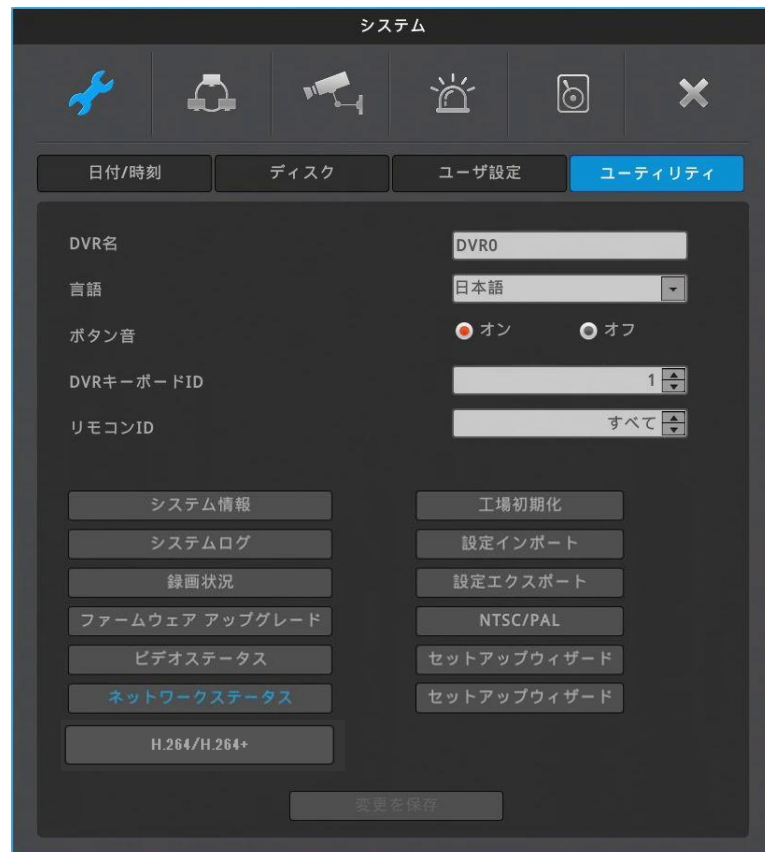 システム
日付/時刻 ディスク ユーザ設定 ユーティリティ
DVR名 DVR0
言語 日本語
ボタン音 オン オフ
DVRキーボードID 1
リモコンID すべて
システム情報 工場初期化
システムログ 設定インポート
録画状況 設定エクスポート
ファームウェア アップグレード NTSC/PAL
ビデオステータス セットアップウィザード
ネットワークステータス セットアップウィザード
H.264/H.264+
変更を保存